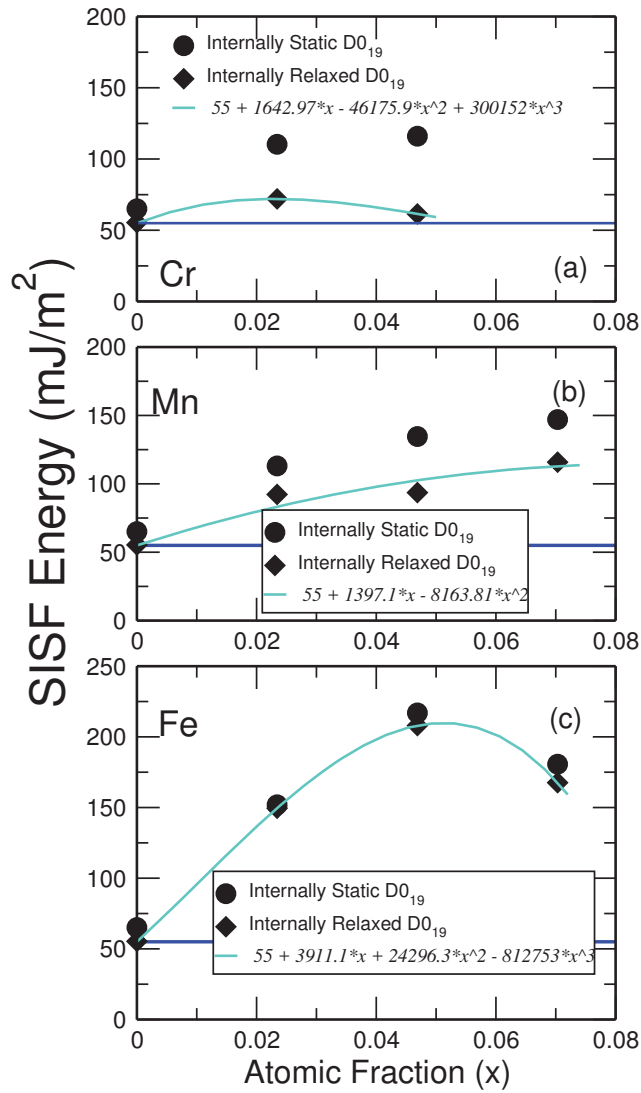 SISF Energy (mJ/m²)
200
150
100
50
0
Internally Static D0₁₉
Internally Relaxed D0₁₉
55 + 1642.97*x - 46175.9*x^2 + 300152*x^3
Cr
(a)
0 0.02 0.04 0.06 0.08
200
150
100
50
0
Mn
(b)
Internally Static D0₁₉
Internally Relaxed D0₁₉
55 + 1397.1*x - 8163.81*x^2
0 0.02 0.04 0.06 0.08
250
200
150
100
50
0
Fe
(c)
Internally Static D0₁₉
Internally Relaxed D0₁₉
55 + 3911.1*x + 24296.3*x^2 - 812753*x^3
0 0.02 0.04 0.06 0.08
Atomic Fraction (x)